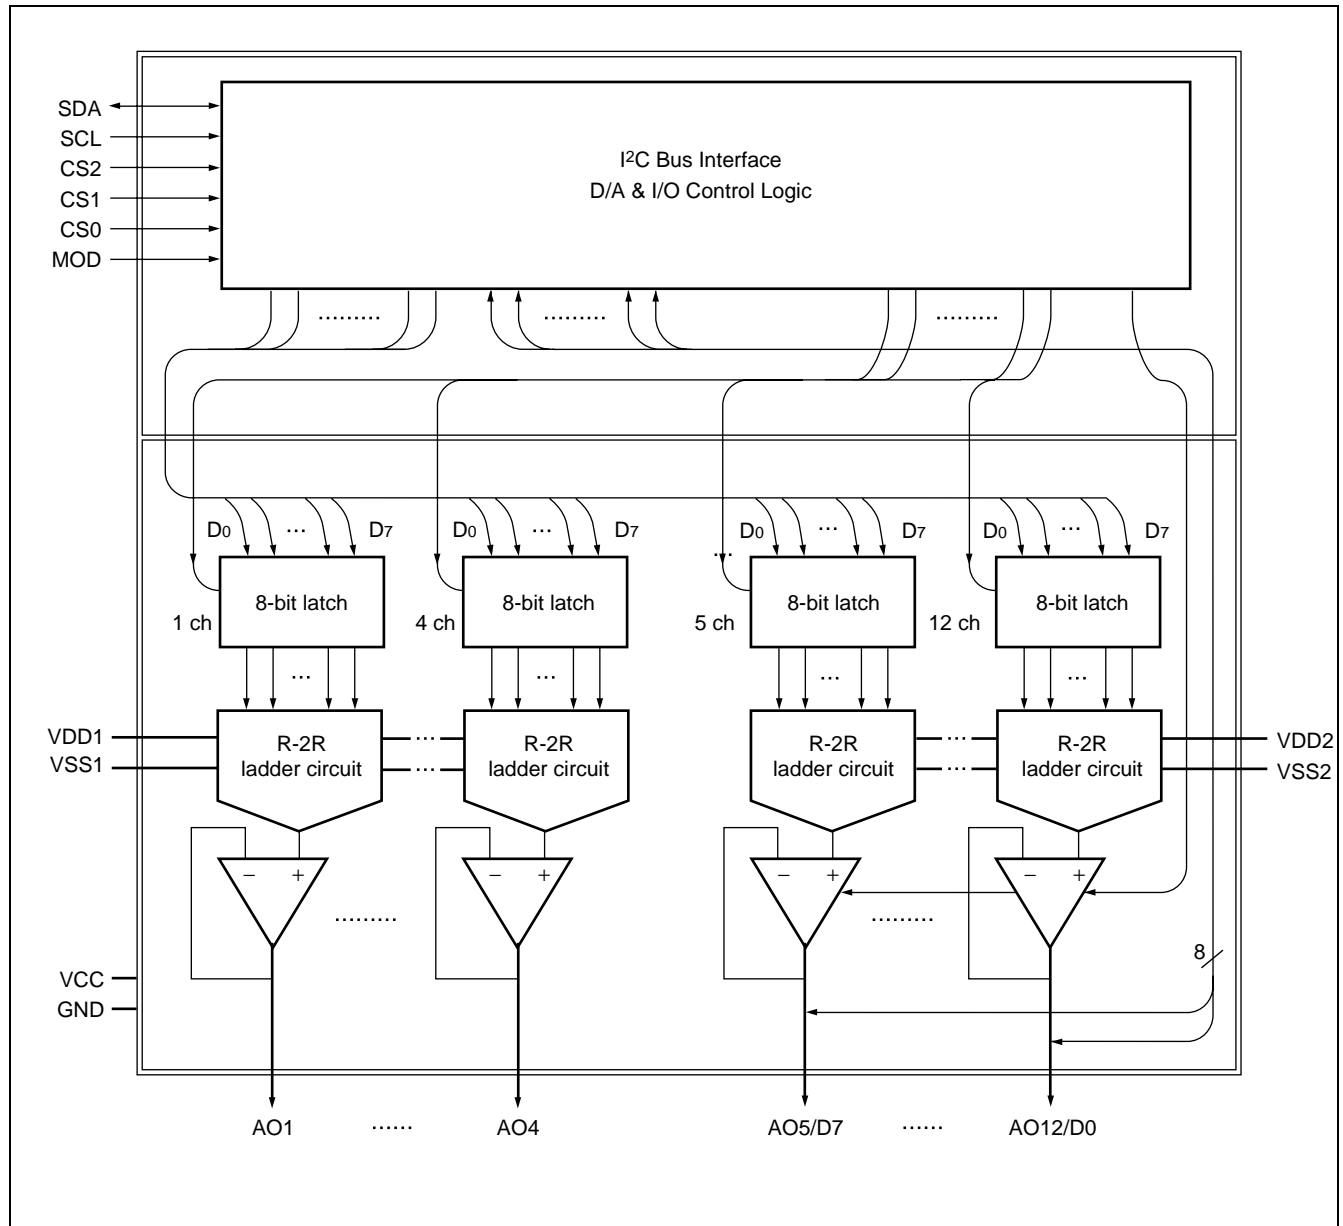 SDA
SCL
CS2
CS1
CS0
MOD
I²C Bus Interface
D/A & I/O Control Logic
.........
.........
.........
D0 ... D7
D0 ... D7
D0 ... D7
D0 ... D7
...
8-bit latch
8-bit latch
8-bit latch
8-bit latch
1 ch
4 ch
5 ch
12 ch
...
...
...
...
VDD1
VSS1
R-2R
ladder circuit
...
...
R-2R
ladder circuit
R-2R
ladder circuit
...
...
R-2R
ladder circuit
VDD2
VSS2
− +
− +
− +
− +
.........
.........
8
VCC
GND
AO1 ...... AO4 AO5/D7 ...... AO12/D0